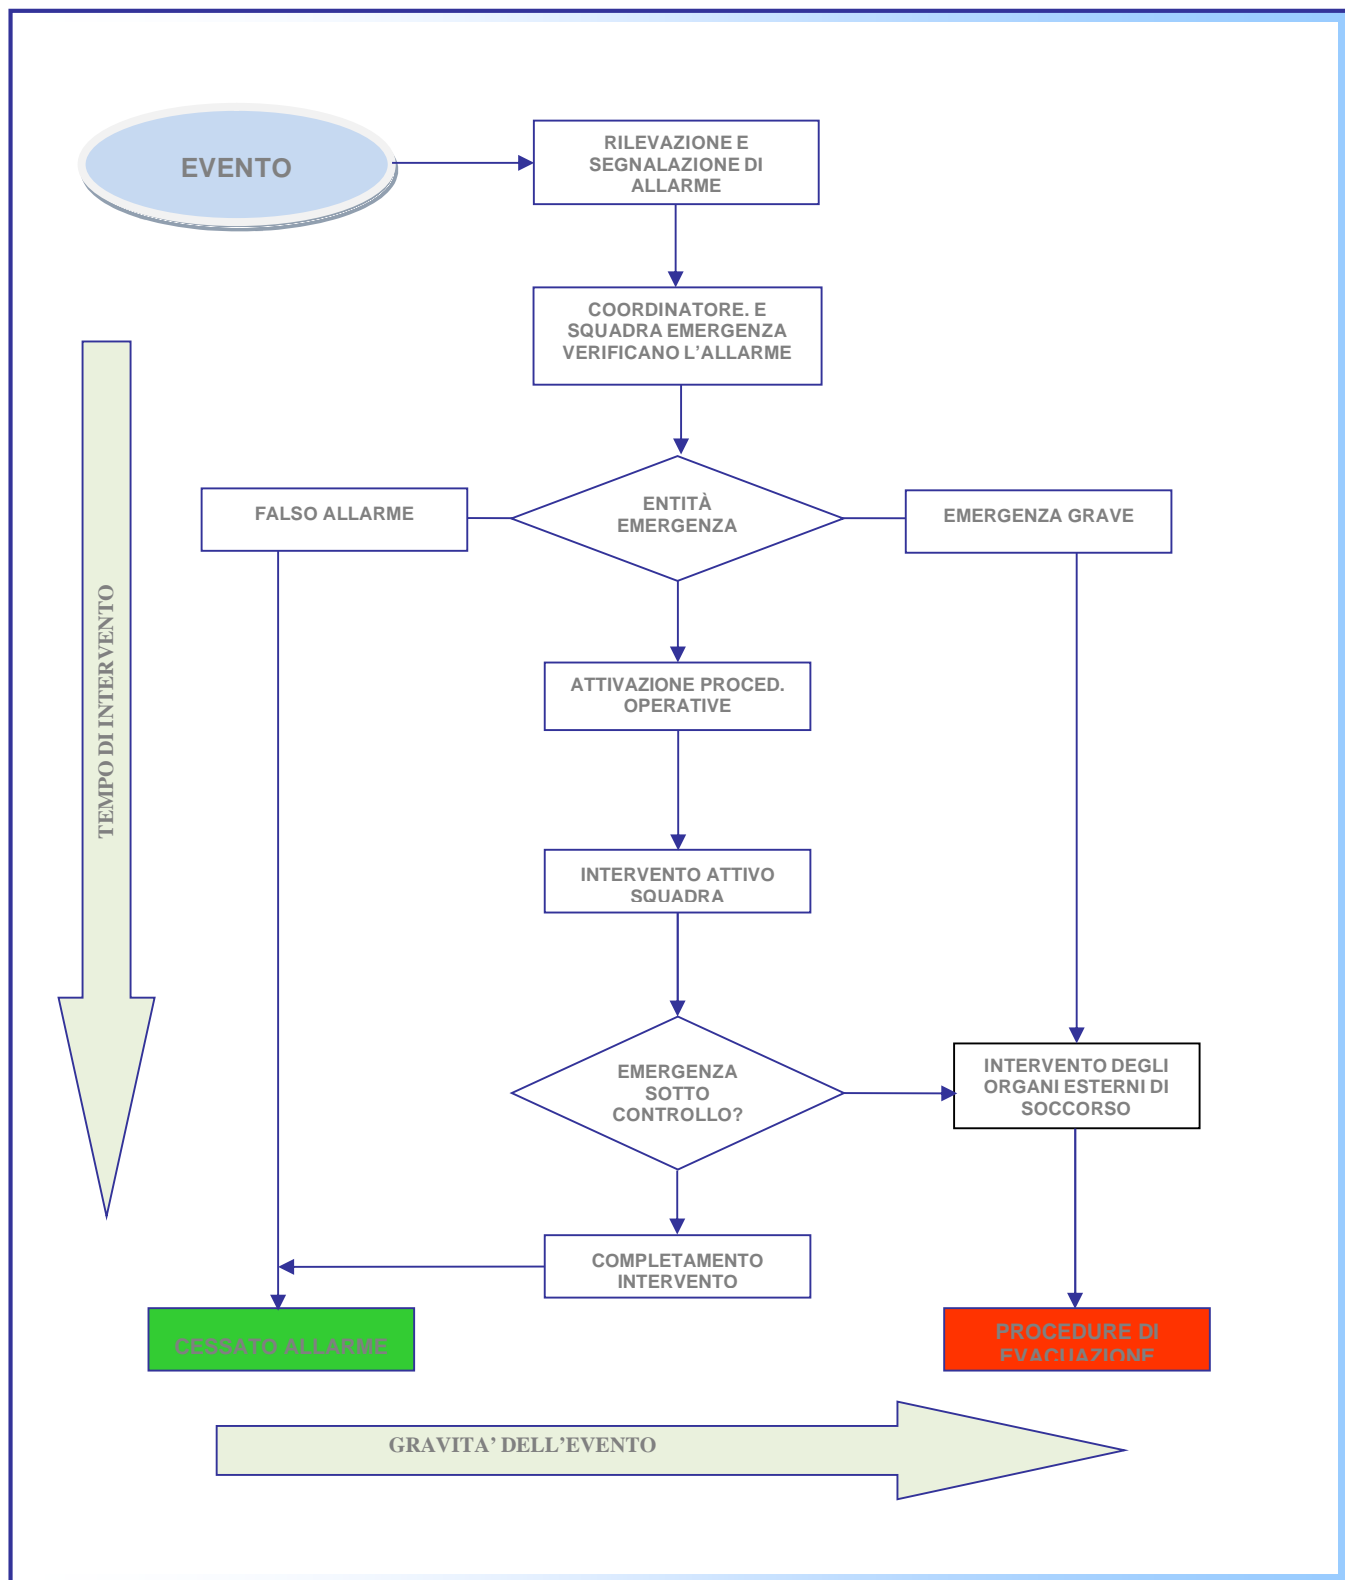 EVENTO
RILEVAZIONE E
SEGNALAZIONE DI
ALLARME
COORDINATORE. E
SQUADRA EMERGENZA
VERIFICANO L’ALLARME
ENTITÀ
EMERGENZA
FALSO ALLARME
EMERGENZA GRAVE
ATTIVAZIONE PROCED.
OPERATIVE
TEMPO DI INTERVENTO
INTERVENTO ATTIVO
SQUADRA
EMERGENZA
SOTTO
CONTROLLO?
INTERVENTO DEGLI
ORGANI ESTERNI DI
SOCCORSO
COMPLETAMENTO
INTERVENTO
CESSATO ALLARME
PROCEDURE DI
EVACUAZIONE
GRAVITA’ DELL’EVENTO